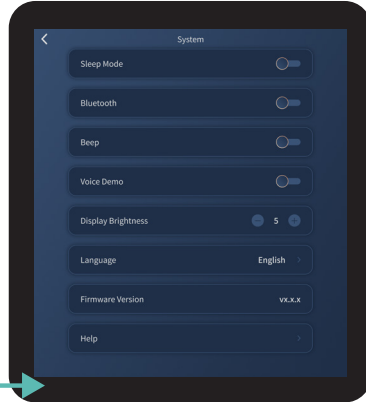 System
Sleep Mode
Bluetooth
Beep
Voice Demo
Display Brightness 5
Language English
Firmware Version vx.x.x
Help